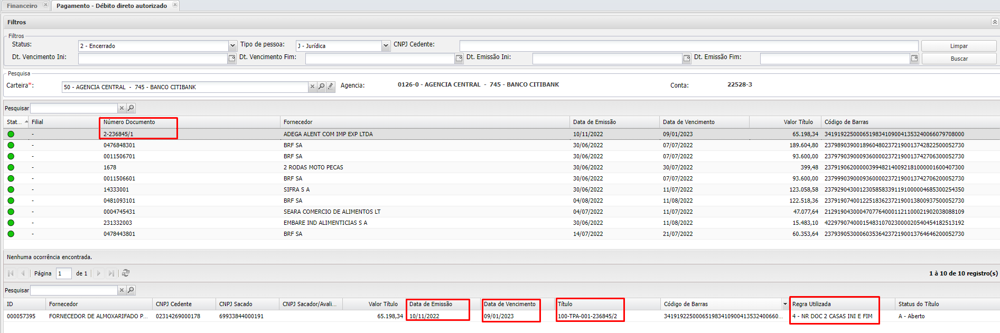 Financeiro Pagamento - Débito direto autorizado
Filtros
Filtros
Status: 2 - Encerrado Tipo de pessoa: J - Jurídica CNPJ Cedente: Limpar
Dt. Vencimento Ini: Dt. Vencimento Fim: Dt. Emissão Ini: Dt. Emissão Fim: Buscar
Pesquisa
Carteira*: 50 - AGENCIA CENTRAL - 745 - BANCO CITIBANK Agencia: 0126-0 - AGENCIA CENTRAL - 745 - BANCO CITIBANK Conta: 22528-3
Pesquisar
Stat... Filial Número Documento Fornecedor Data de Emissão Data de Vencimento Valor Título Código de Barras
- 2-236845/1 ADEGA ALENT COM IMP EXP LTDA 10/11/2022 09/01/2023 65.198,34 34191922500065198341090041353240066079708000
- 0476848301 BRF SA 30/06/2022 07/07/2022 189.604,80 23798903900189604802372190013742822500052730
- 0011506701 BRF SA 30/06/2022 07/07/2022 93.600,00 23797903900093600002372190013742706300052730
- 1678 2 RODAS MOTO PECAS 30/06/2022 30/07/2022 399,48 23791906200000399482140092181000001600407300
- 0011506601 BRF SA 30/06/2022 07/07/2022 93.600,00 23799903900093600002372190013742706200052730
- 14333001 SIFRA S A 30/06/2022 11/07/2022 123.058,58 23792904300123058583391191000004685300254350
- 0481093101 BRF SA 04/08/2022 11/08/2022 122.518,36 23791907400122518362372190013800937500052730
- 0004745431 SEARA COMERCIO DE ALIMENTOS LT 04/07/2022 11/07/2022 47.077,64 21291904300047077640001121100021902038088109
- 231332003 EMBARE IND ALIMENTICIAS S A 30/06/2022 11/08/2022 15.483,10 42297907400015483107023000020540454182513192
- 0478443801 BRF SA 14/07/2022 21/07/2022 60.353,64 23793905300060353642372190013764646200052730
Nenhuma ocorrência encontrada.
Página 1 de 1 1 à 10 de 10 registro(s)
Pesquisar
ID Fornecedor CNPJ Cedente CNPJ Sacado CNPJ Sacador/Avali... Valor Título Data de Emissão Data de Vencimento Título Código de Barras Regra Utilizada Status do Título
000057395 FORNECEDOR DE ALMOXARIFADO P... 02314269000178 69933844000191 65.198,34 10/11/2022 09/01/2023 100-TPA-001-236845/2 341919225000651983410900413532400660... 4 - NR DOC 2 CASAS INI E FIM A - Aberto